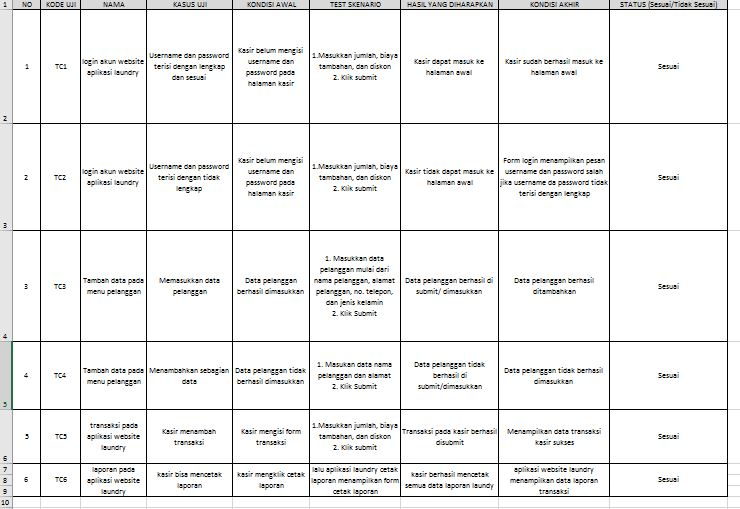 1 NO KODE UJI NAMA KASUS UJI KONDISI AWAL TEST SKENARIO HASIL YANG DIHARAPKAN KONDISI AKHIR STATUS (Sesuai/Tidak Sesuai)
1
TC1
login akun website
aplikasi laundry
Username dan password
terisi dengan lengkap
dan sesuai
Kasir belum mengisi
username dan
password pada
halaman kasir
1.Masukkan jumlah, biaya
tambahan, dan diskon
2. Klik submit
Kasir dapat masuk ke
halaman awal
Kasir sudah berhasil masuk ke
halaman awal
Sesuai
2
2
TC2
login akun website
aplikasi laundry
Username dan password
terisi dengan tidak
lengkap
Kasir belum mengisi
username dan
password pada
halaman kasir
1.Masukkan jumlah, biaya
tambahan, dan diskon
2. Klik submit
Kasir tidak dapat masuk ke
halaman awal
Form login menampilkan pesan
username dan password salah
jika username da password tidak
terisi dengan lengkap
Sesuai
3
3
TC3
Tambah data pada
menu pelanggan
Memasukkan data
pelanggan
Data pelanggan
berhasil dimasukkan
1. Masukkan data
pelanggan mulai dari
nama pelanggan, alamat
pelanggan, no. telepon,
dan jenis kelamin
2. Klik Submit
Data pelanggan berhasil di
submit/ dimasukkan
Data pelanggan berhasil
ditambahkan
Sesuai
4
4
TC4
Tambah data pada
menu pelanggan
Menambahkan sebagian
data
Data pelanggan tidak
berhasil dimasukkan
1. Masukan data nama
pelanggan dan alamat
2. Klik Submit
Data pelanggan tidak
berhasil di
submit/dimasukkan
Data pelanggan tidak berhasil
dimasukkan
Sesuai
5
5
TC5
transaksi pada
aplikasi website
laundry
Kasir menambah
transaksi
Kasir mengisi form
transaksi
1.Masukkan jumlah, biaya
tambahan, dan diskon
2. Klik submit
Transaksi pada kasir berhasil
disubmit
Menampilkan data transaksi
kasir sukses
Sesuai
6
7
8
9
6
TC6
laporan pada
aplikasi website
laundry
kasir bisa mencetak
laporan
kasir mengklik cetak
laporan
lalu aplikasi laundry cetak
laporan menampilkan form
cetak laporan
kasir berhasil mencetak
semua data laporan laundy
aplikasi website laundry
menampilkan data laporan
transaksi
Sesuai
10